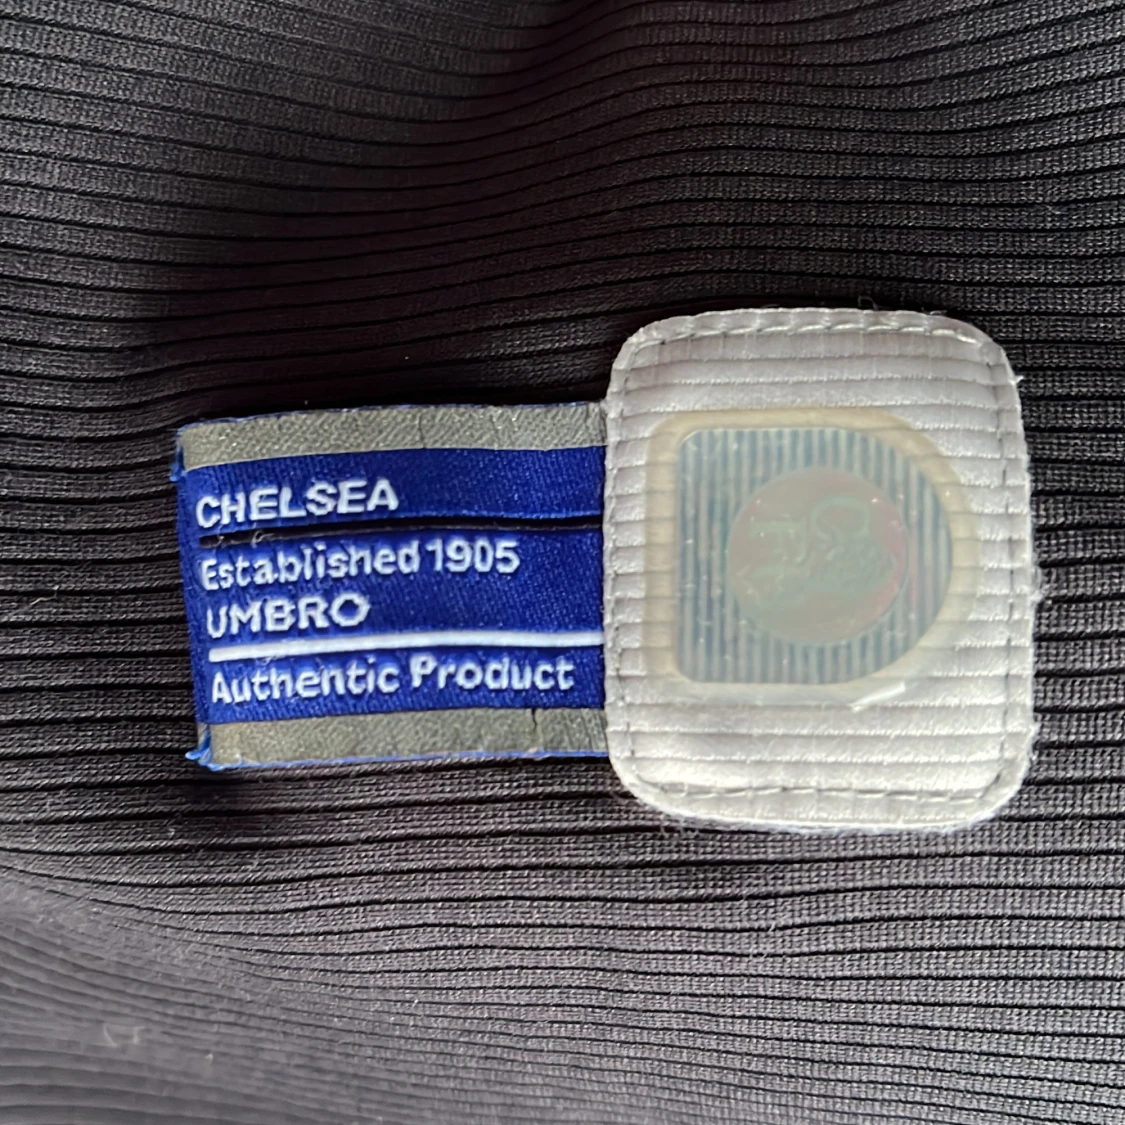 CHELSEA
Established 1905
UMBRO
Authentic Product